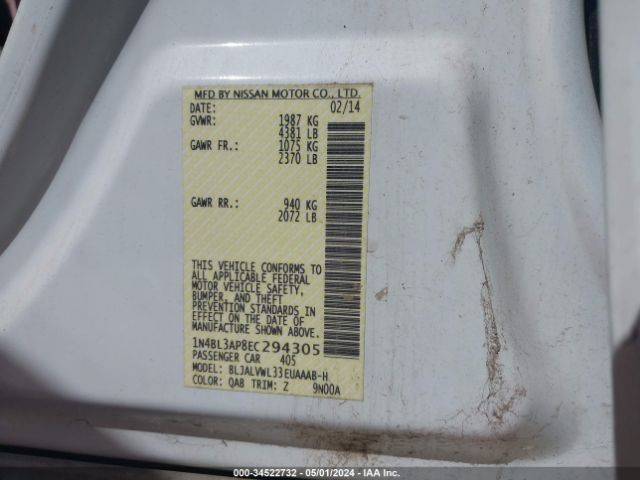 MFD BY NISSAN MOTOR CO., LTD.
DATE: 02/14
GVWR: 1987 KG
4381 LB
GAWR FR.: 1075 KG
2370 LB
GAWR RR.: 940 KG
2072 LB
THIS VEHICLE CONFORMS TO
ALL APPLICABLE FEDERAL
MOTOR VEHICLE SAFETY,
BUMPER, AND THEFT
PREVENTION STANDARDS IN
EFFECT ON THE DATE OF
MANUFACTURE SHOWN ABOVE.
1N4BL3AP8EC294305
PASSENGER CAR 405
MODEL: BLJALVWL33EUAAAB-H
COLOR: QAB TRIM: Z 9N00A
000-34522732 - 05/01/2024 - IAA Inc.